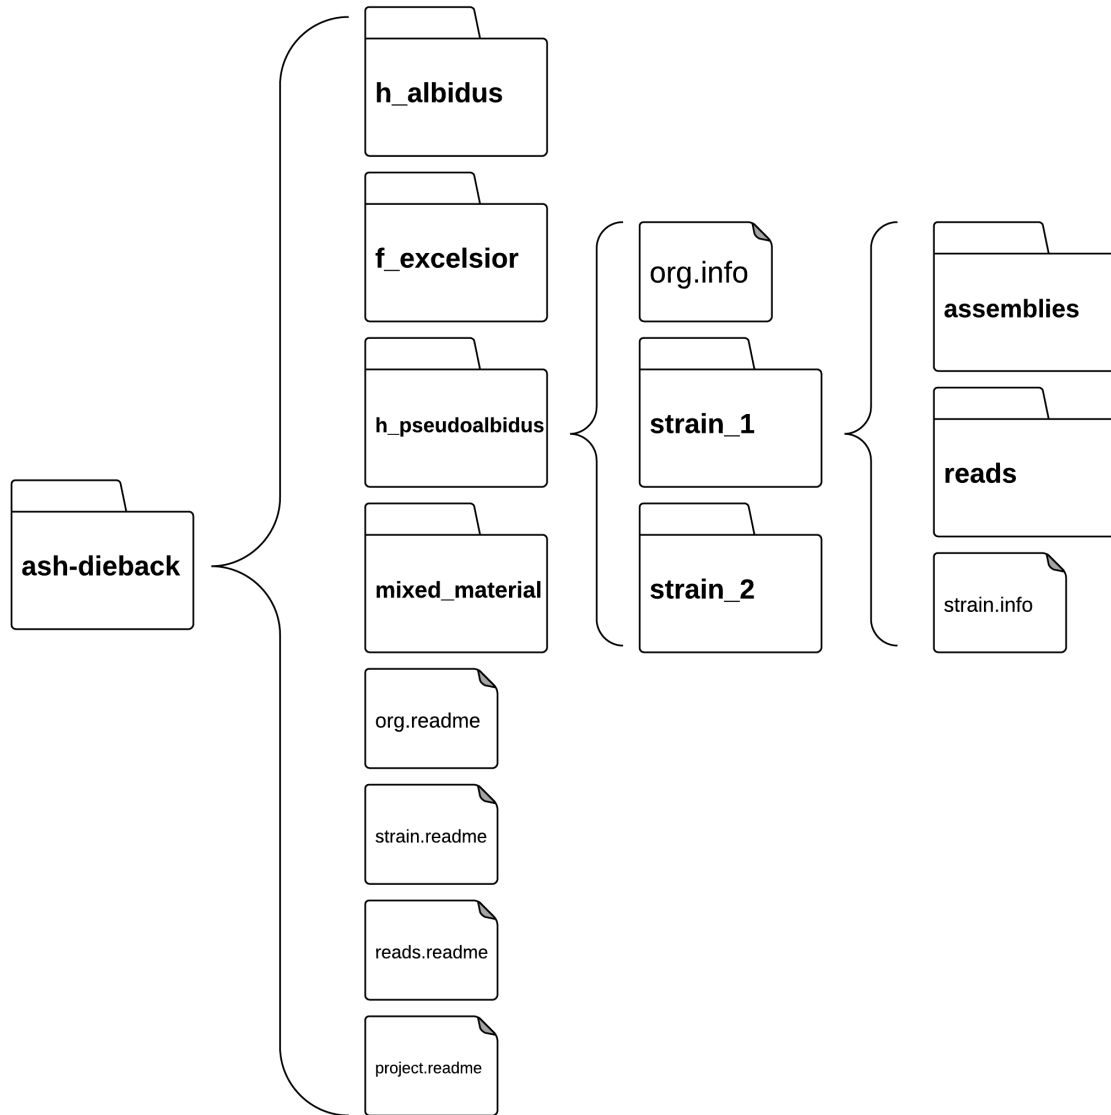 ash-dieback
h_albidus
f_excelsior
h_pseudoalbidus
mixed_material
org.readme
strain.readme
reads.readme
project.readme
org.info
strain_1
strain_2
assemblies
reads
strain.info